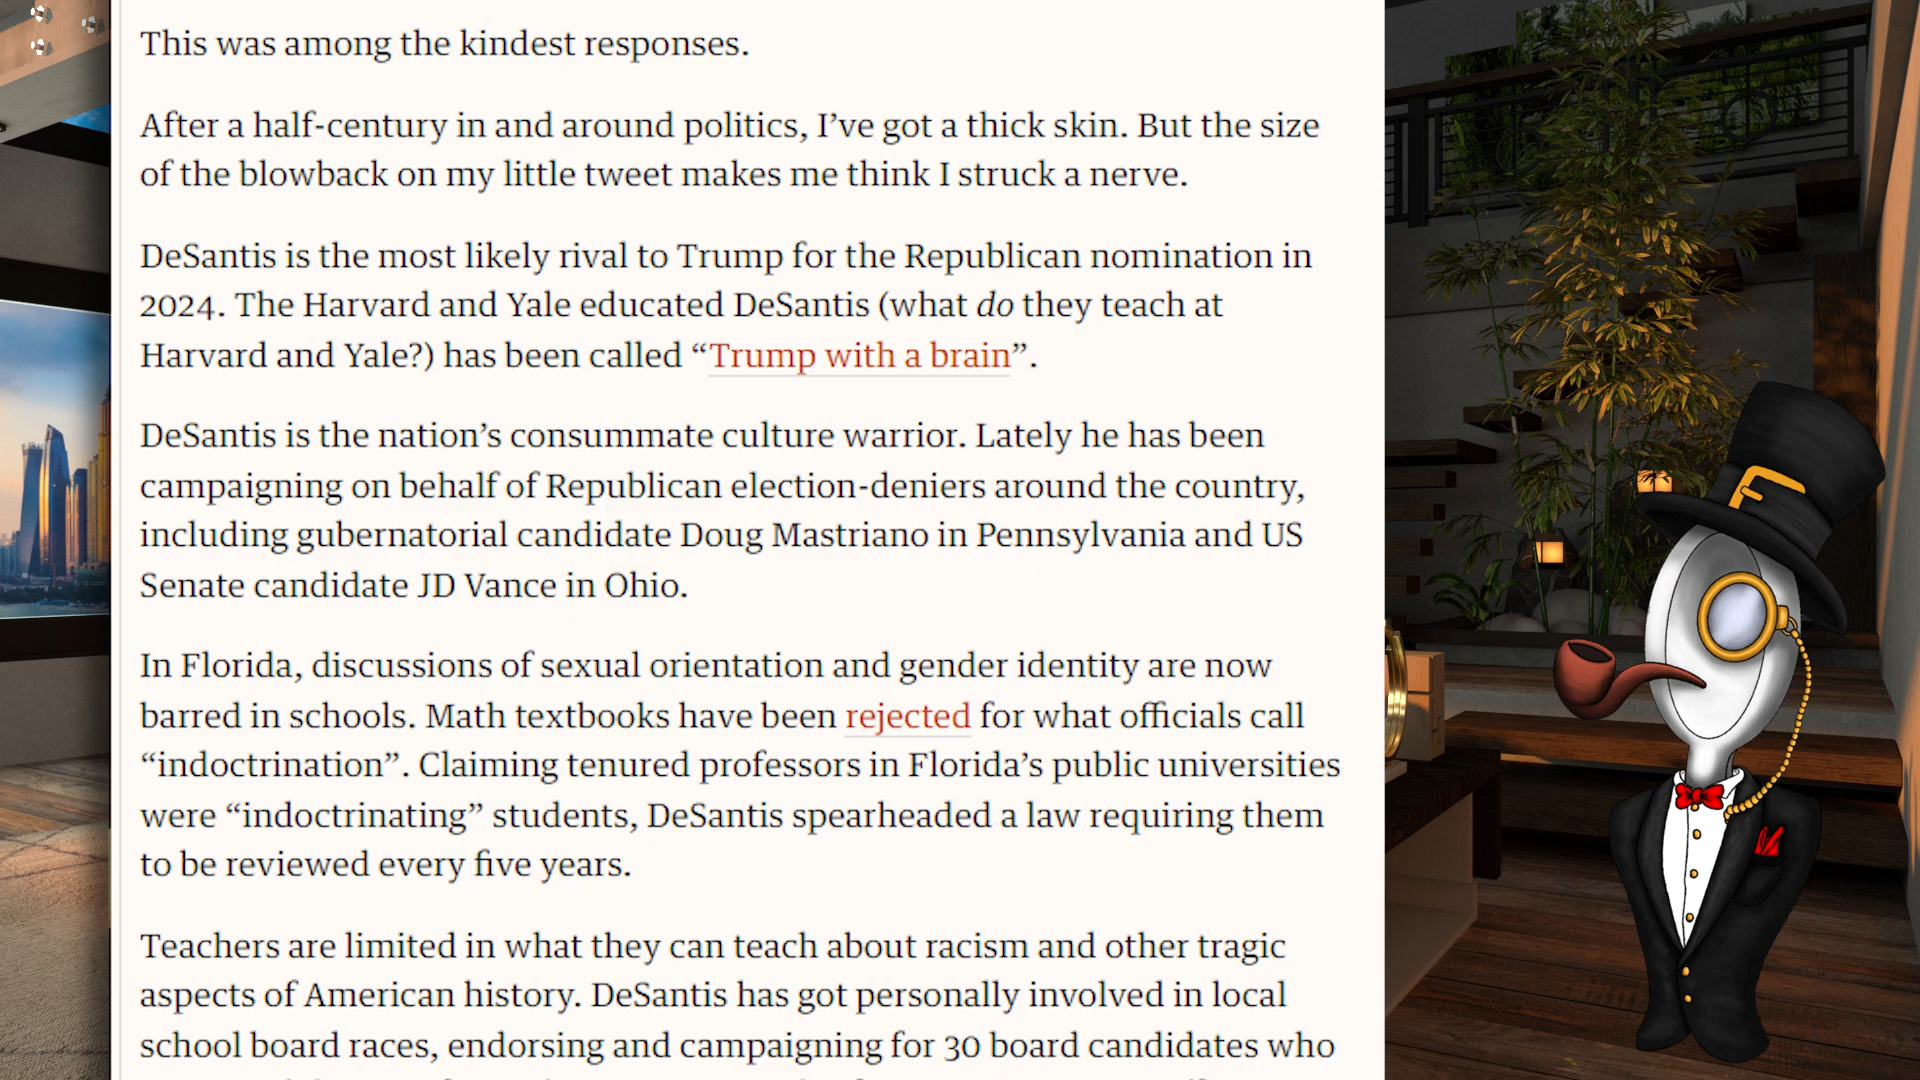 This was among the kindest responses.
After a half-century in and around politics, I’ve got a thick skin. But the size
of the blowback on my little tweet makes me think I struck a nerve.
DeSantis is the most likely rival to Trump for the Republican nomination in
2024. The Harvard and Yale educated DeSantis (what do they teach at
Harvard and Yale?) has been called “Trump with a brain”.
DeSantis is the nation’s consummate culture warrior. Lately he has been
campaigning on behalf of Republican election-deniers around the country,
including gubernatorial candidate Doug Mastriano in Pennsylvania and US
Senate candidate JD Vance in Ohio.
In Florida, discussions of sexual orientation and gender identity are now
barred in schools. Math textbooks have been rejected for what officials call
“indoctrination”. Claiming tenured professors in Florida’s public universities
were “indoctrinating” students, DeSantis spearheaded a law requiring them
to be reviewed every five years.
Teachers are limited in what they can teach about racism and other tragic
aspects of American history. DeSantis has got personally involved in local
school board races, endorsing and campaigning for 30 board candidates who